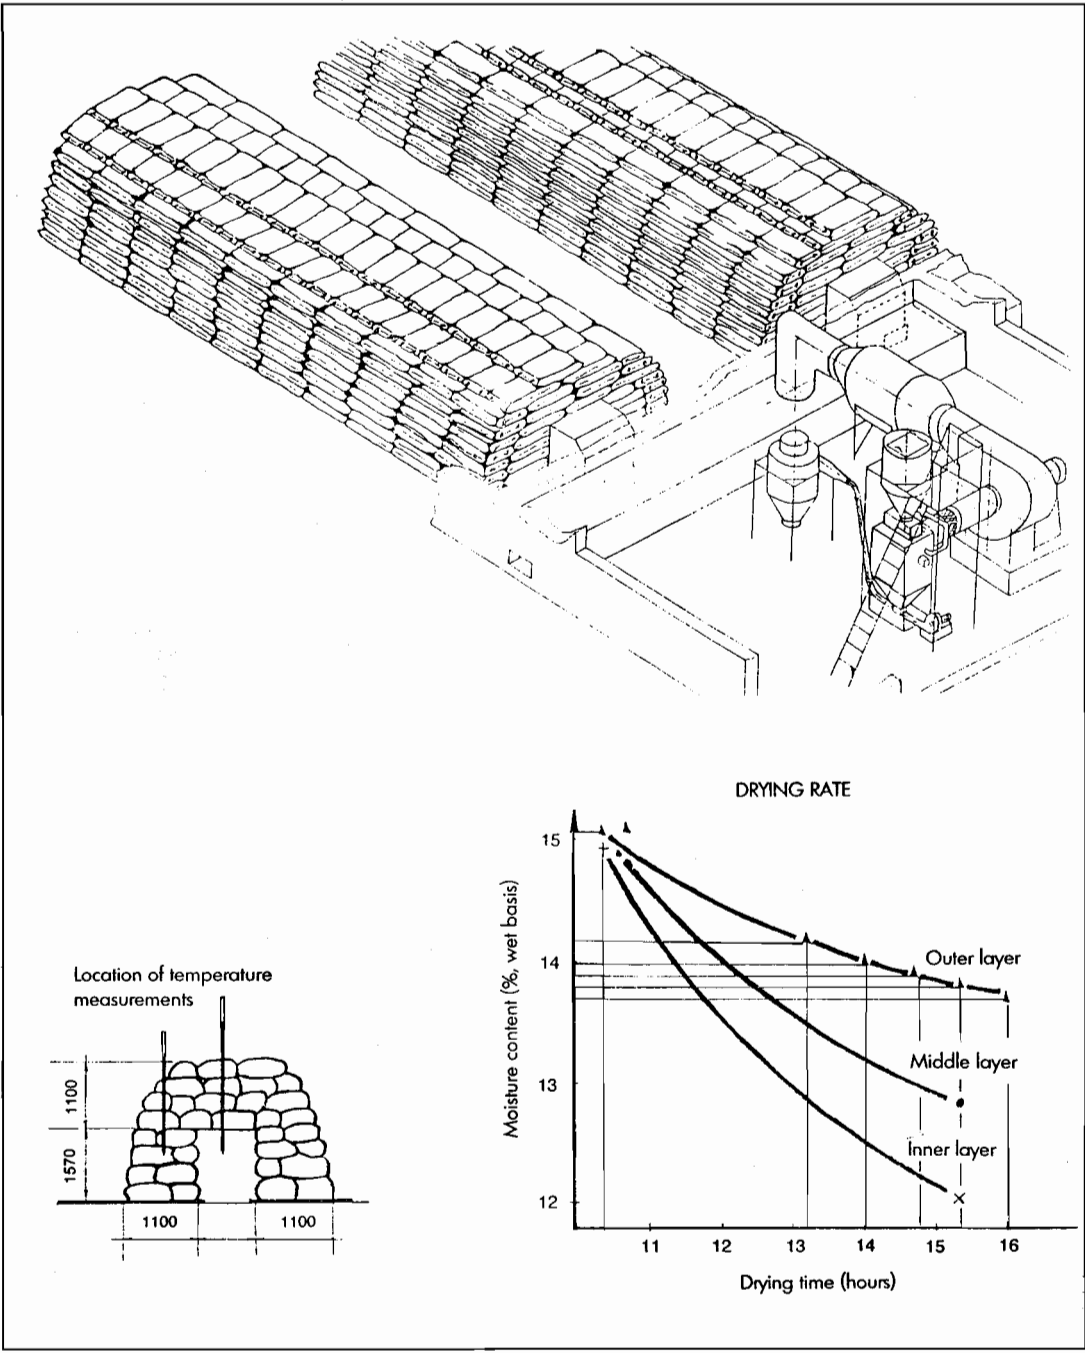 DRYING RATE
15
14
13
12
Moisture content (%, wet basis)
Outer layer
Middle layer
Inner layer
11 12 13 14 15 16
Drying time (hours)
Location of temperature
measurements
1100
1570
1100 1100